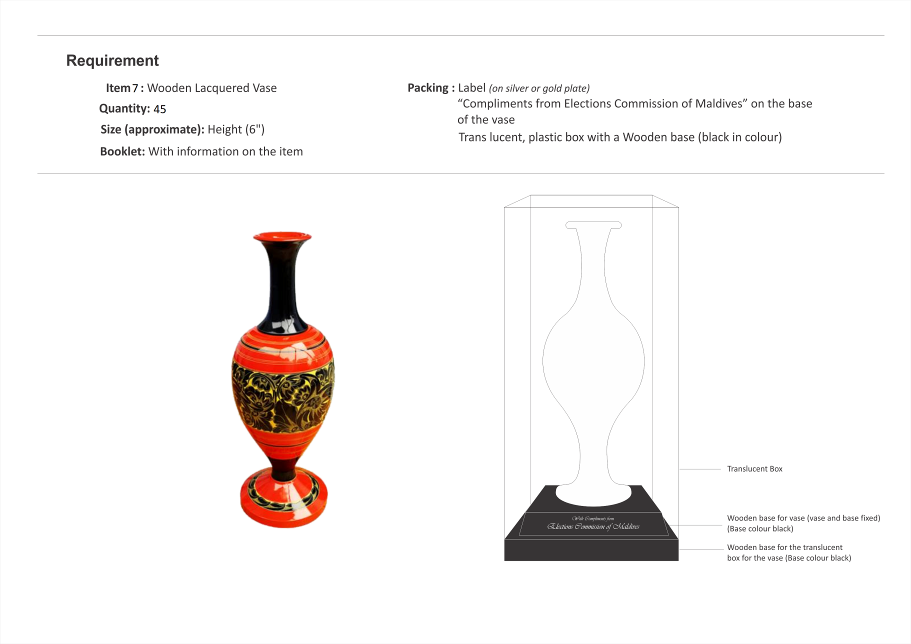 Requirement
Item 7 : Wooden Lacquered Vase
Quantity: 45
Size (approximate): Height (6")
Booklet: With information on the item
Packing : Label (on silver or gold plate)
“Compliments from Elections Commission of Maldives” on the base
of the vase
Trans lucent, plastic box with a Wooden base (black in colour)
Translucent Box
With Compliments from
Elections Commission of Maldives
Wooden base for vase (vase and base fixed)
(Base colour black)
Wooden base for the translucent
box for the vase (Base colour black)